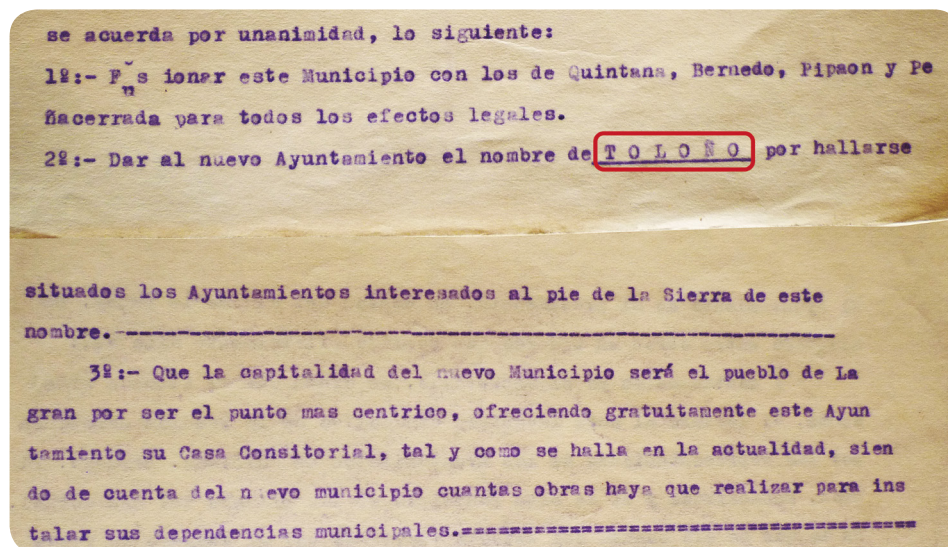 se acuerda por unanimidad, lo siguiente:
1º:- Fusionar este Municipio con los de Quintana, Bernedo, Pipaon y Pe
ñacerrada para todos los efectos legales.
2º:- Dar al nuevo Ayuntamiento el nombre de T O L O Ñ O por hallarse
situados los Ayuntamientos interesados al pie de la Sierra de este
nombre.-----------------------------------------------------------
3º:- Que la capitalidad del nuevo Municipio será el pueblo de La
gran por ser el punto mas centrico, ofreciendo gratuitamente este Ayun
tamiento su Casa Consitorial, tal y como se halla en la actualidad, sien
do de cuenta del nuevo municipio cuantas obras haya que realizar para ins
talar sus dependencias municipales.====================================